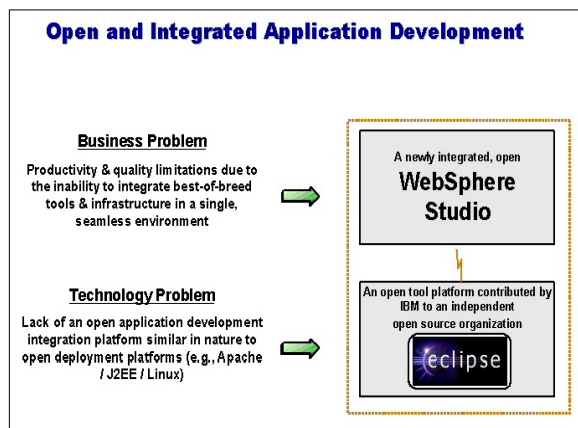 Open and Integrated Application Development
Business Problem
Productivity & quality limitations due to
the inability to integrate best-of-breed
tools & infrastructure in a single,
seamless environment
A newly integrated, open
WebSphere
Studio
Technology Problem
Lack of an open application development
integration platform similar in nature to
open deployment platforms (e.g., Apache
/ J2EE / Linux)
An open tool platform contributed by
IBM to an independent
open source organization
eclipse